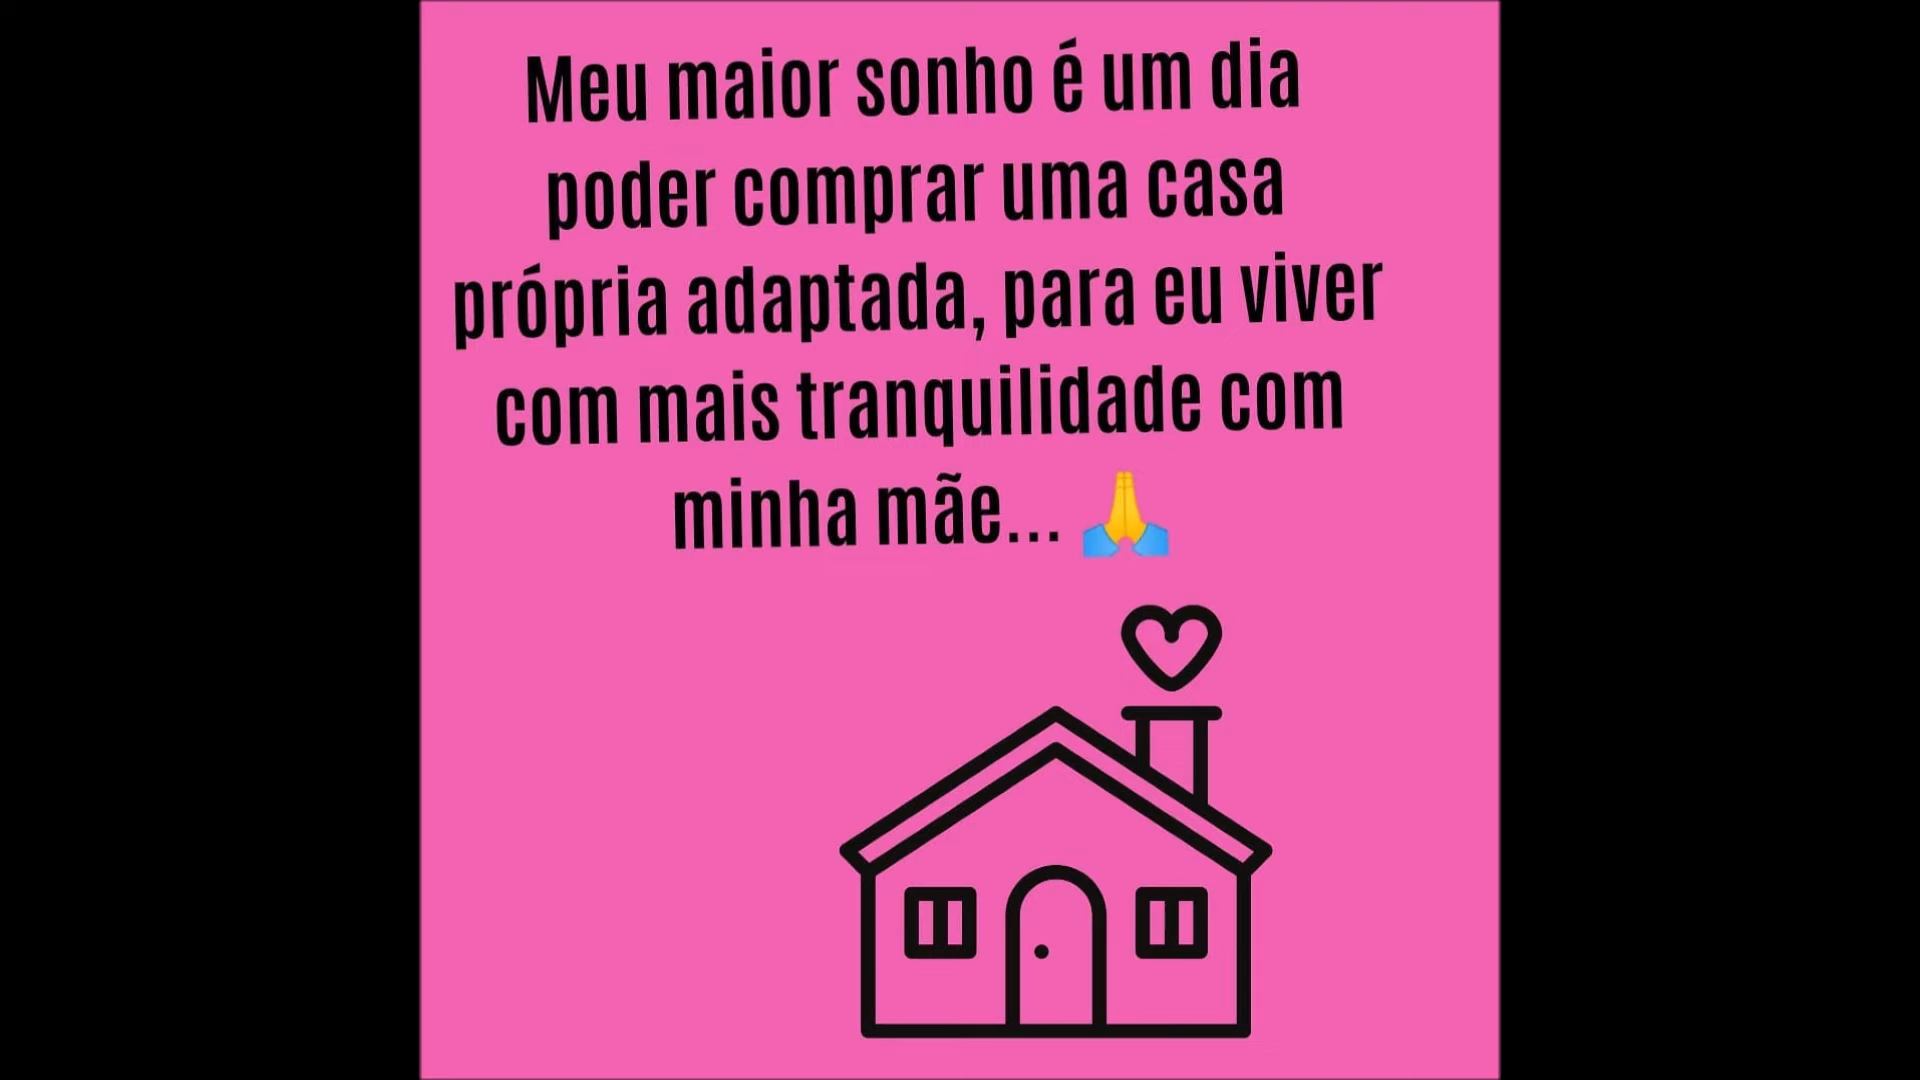 Meu maior sonho é um dia
poder comprar uma casa
própria adaptada, para eu viver
com mais tranquilidade com
minha mãe... 🙏